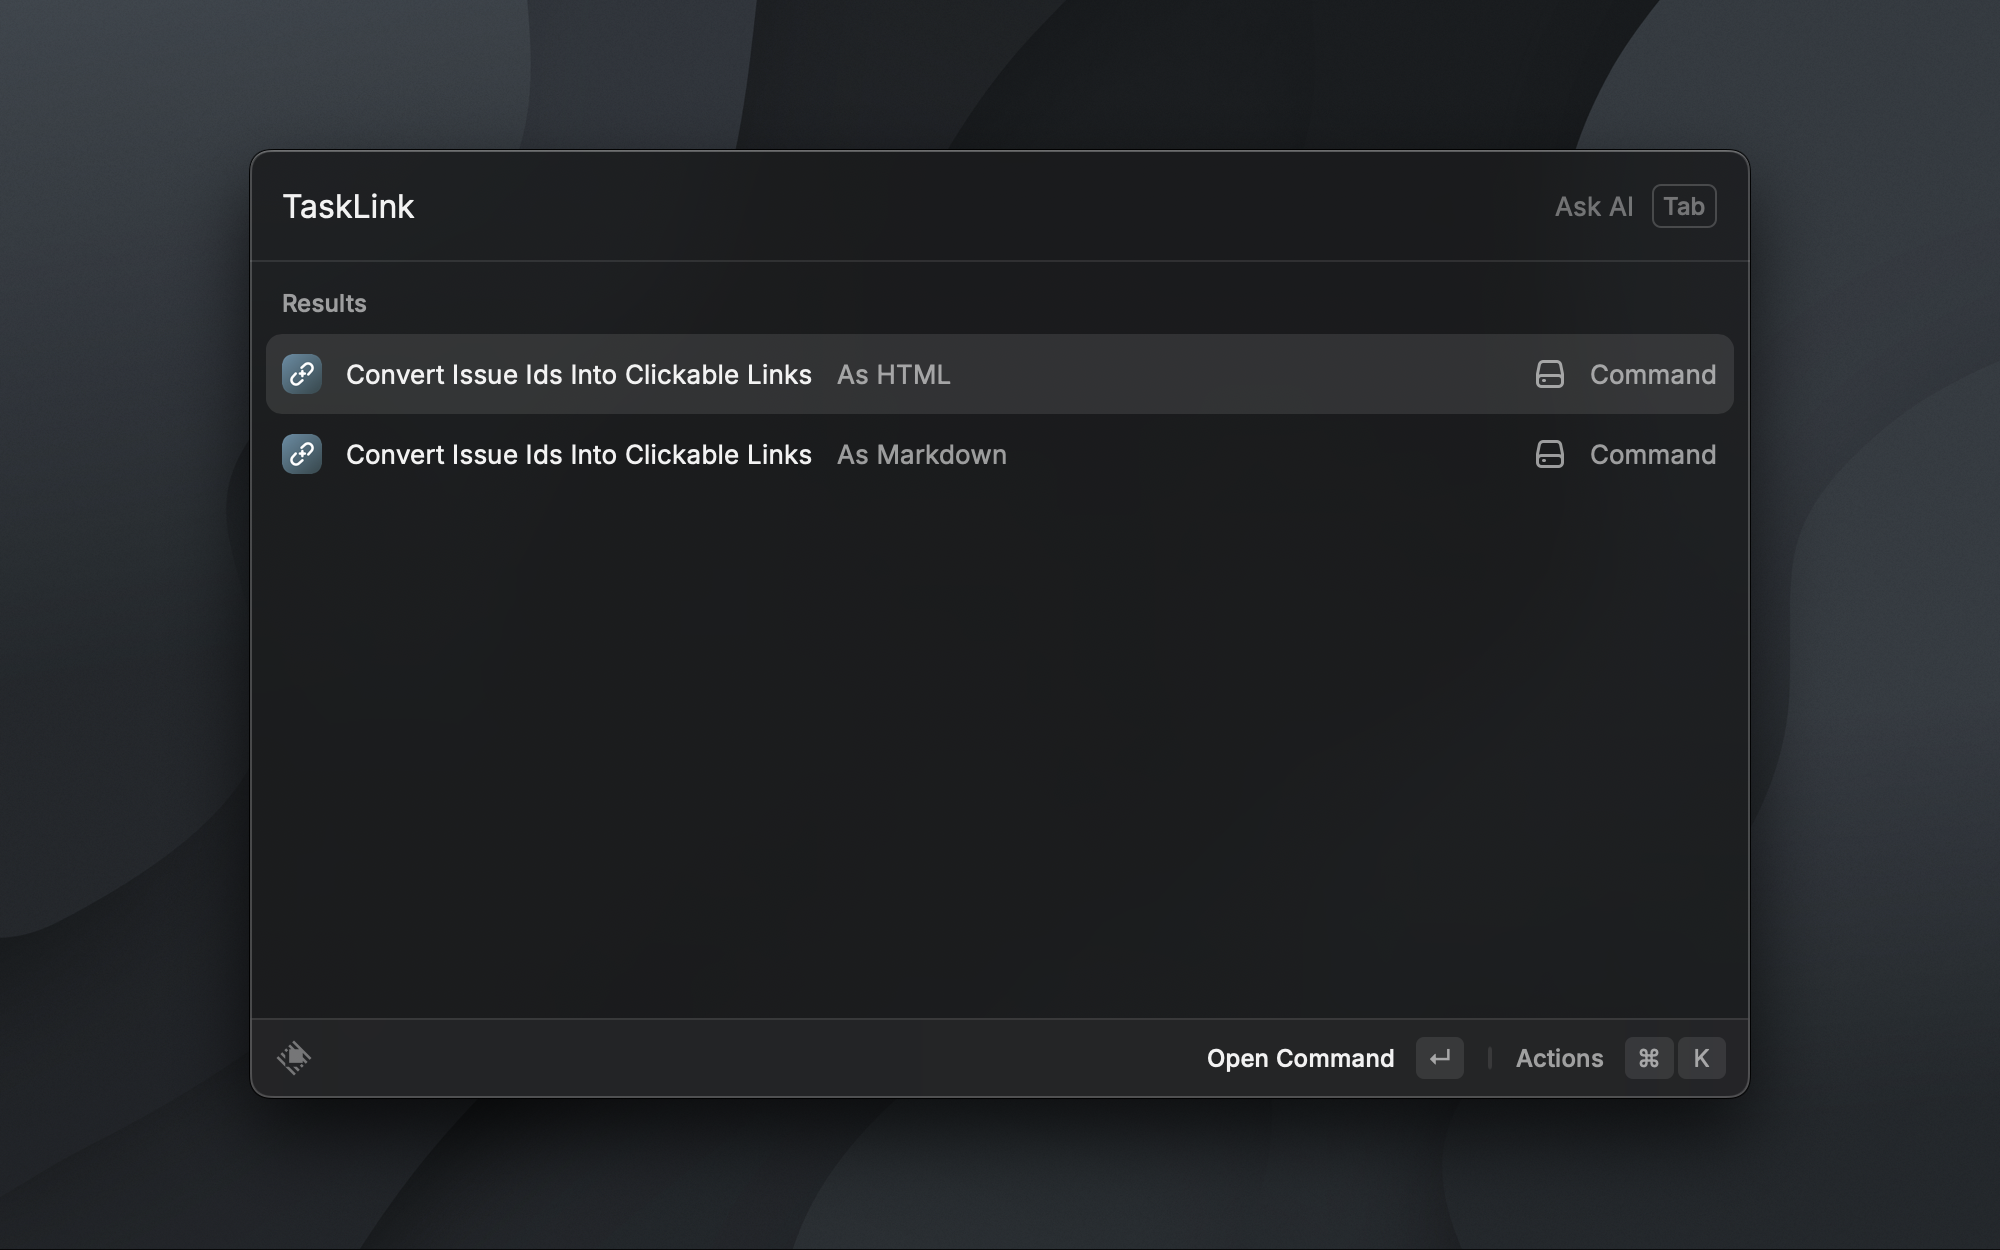 TaskLink Ask AI Tab
Results
Convert Issue Ids Into Clickable Links As HTML Command
Convert Issue Ids Into Clickable Links As Markdown Command
Open Command ↵ Actions ⌘ K